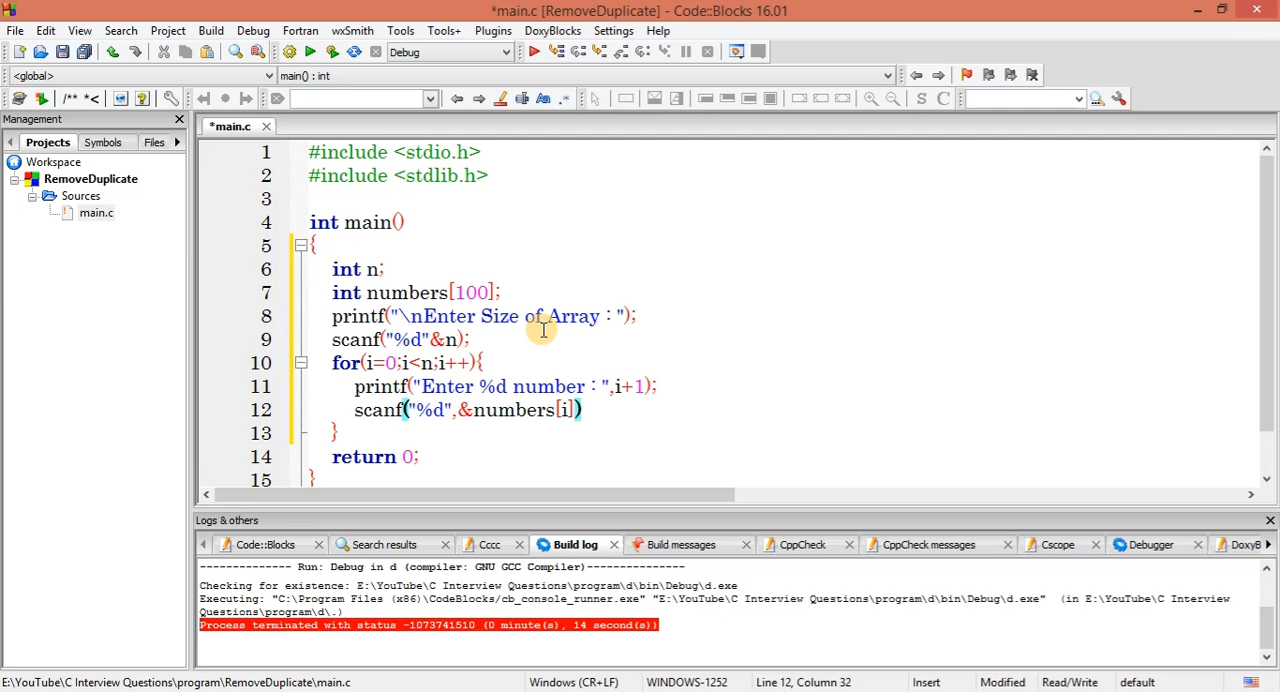 *main.c [RemoveDuplicate] - Code::Blocks 16.01
File Edit View Search Project Build Debug Fortran wxSmith Tools Tools+ Plugins DoxyBlocks Settings Help
Debug
<global> main() : int
/** *<
S C
Management
Projects Symbols Files
*main.c
Workspace
RemoveDuplicate
Sources
main.c
1 #include <stdio.h>
2 #include <stdlib.h>
3
4 int main()
5 {
6 int n;
7 int numbers[100];
8 printf("\nEnter Size of Array : ");
9 scanf("%d"&n);
10 for(i=0;i<n;i++){
11 printf("Enter %d number : ",i+1);
12 scanf("%d",&numbers[i])
13 }
14 return 0;
15 }
Logs & others
Code::Blocks Search results Cccc Build log Build messages CppCheck CppCheck messages Cscope Debugger DoxyB
-------------- Run: Debug in d (compiler: GNU GCC Compiler)---------------
Checking for existence: E:\YouTube\C Interview Questions\program\d\bin\Debug\d.exe
Executing: "C:\Program Files (x86)\CodeBlocks/cb_console_runner.exe" "E:\YouTube\C Interview Questions\program\d\bin\Debug\d.exe" (in E:\YouTube\C Interview
Questions\program\d\.)
Process terminated with status -1073741510 (0 minute(s), 14 second(s))
E:\YouTube\C Interview Questions\program\RemoveDuplicate\main.c Windows (CR+LF) WINDOWS-1252 Line 12, Column 32 Insert Modified Read/Write default